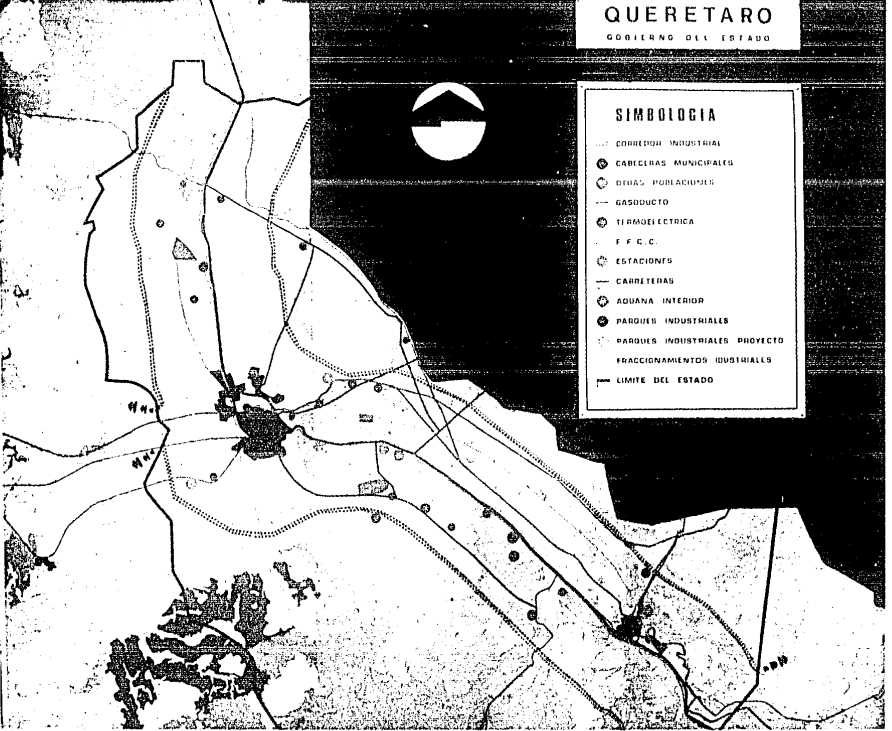 QUERETARO
GOBIERNO DEL ESTADO
SIMBOLOGIA
CORREDOR INDUSTRIAL
CABECERAS MUNICIPALES
OTRAS POBLACIONES
GASODUCTO
TERMOELECTRICA
F F.C.C.
ESTACIONES
CARRETERAS
ADUANA INTERIOR
PARQUES INDUSTRIALES
PARQUES INDUSTRIALES PROYECTO
FRACCIONAMIENTOS IDUSTRIALES
LIMITE DEL ESTADO